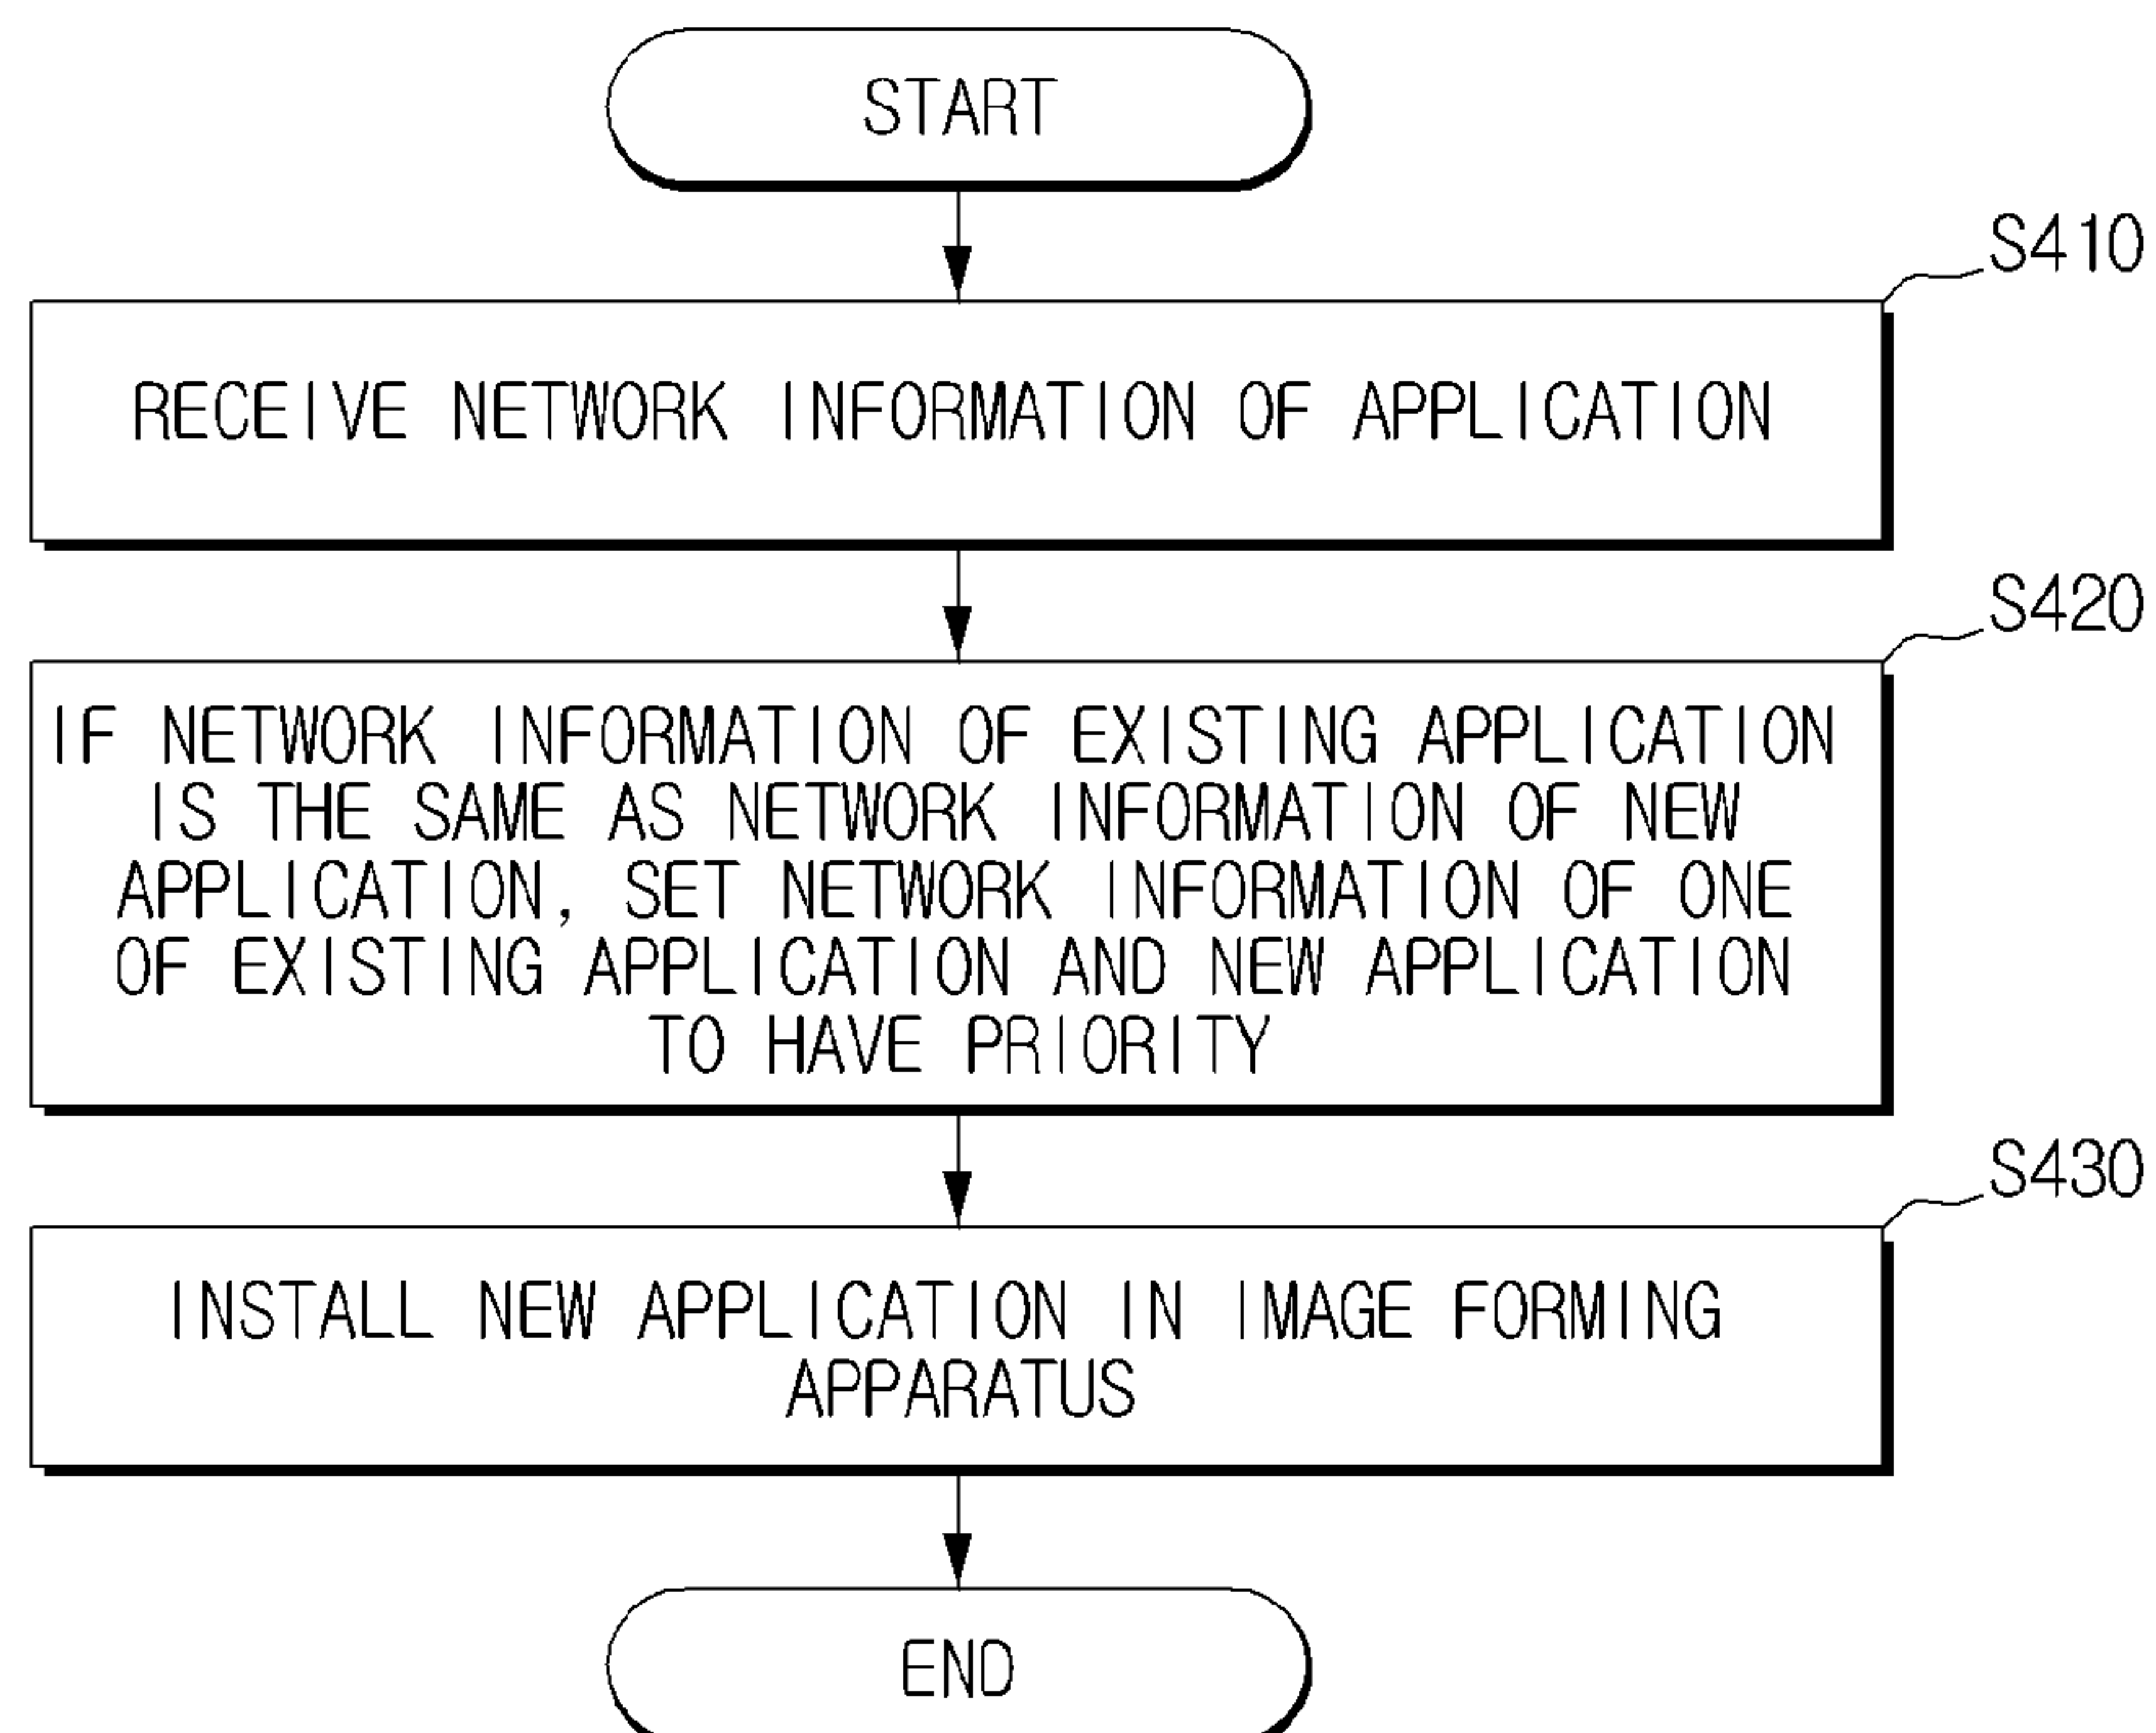 START
S410
RECEIVE NETWORK INFORMATION OF APPLICATION
S420
IF NETWORK INFORMATION OF EXISTING APPLICATION
IS THE SAME AS NETWORK INFORMATION OF NEW
APPLICATION, SET NETWORK INFORMATION OF ONE
OF EXISTING APPLICATION AND NEW APPLICATION
TO HAVE PRIORITY
S430
INSTALL NEW APPLICATION IN IMAGE FORMING
APPARATUS
END